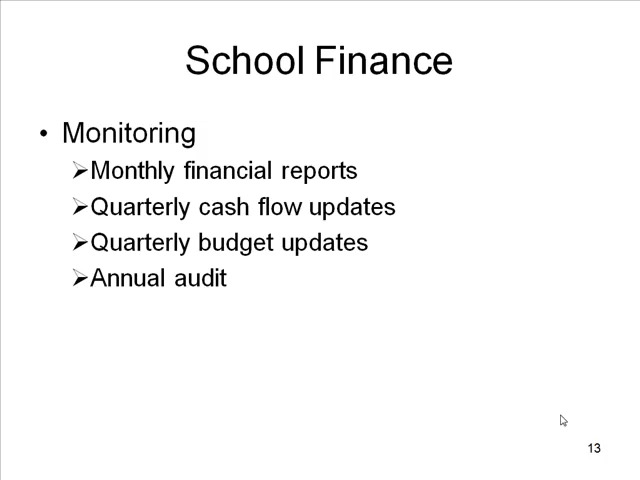 School Finance
• Monitoring
➢Monthly financial reports
➢Quarterly cash flow updates
➢Quarterly budget updates
➢Annual audit
13